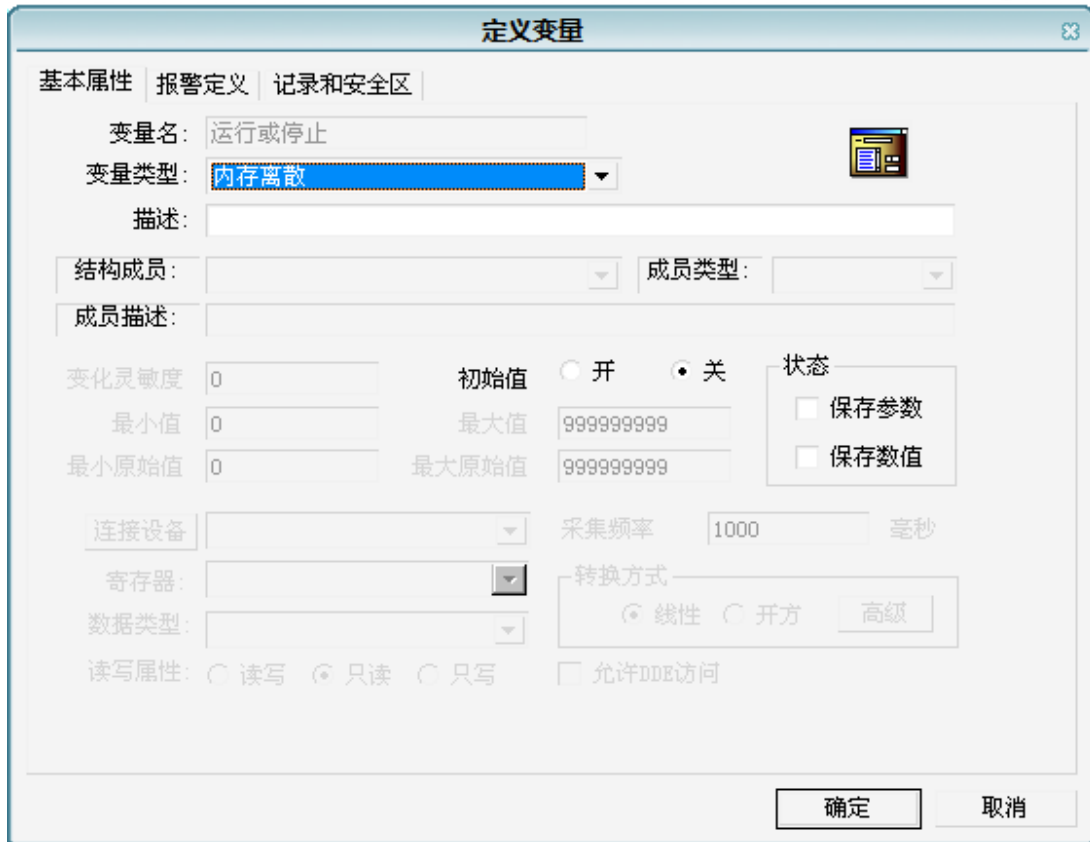 定义变量
基本属性 报警定义 记录和安全区
变量名: 运行或停止
变量类型: 内存离散
描述:
结构成员: 成员类型:
成员描述:
变化灵敏度 0 初始值 开 关 状态
最小值 0 最大值 999999999 保存参数
最小原始值 0 最大原始值 999999999 保存数值
连接设备 采集频率 1000 毫秒
寄存器: 转换方式
数据类型: 线性 开方 高级
读写属性: 读写 只读 只写 允许DDE访问
确定 取消